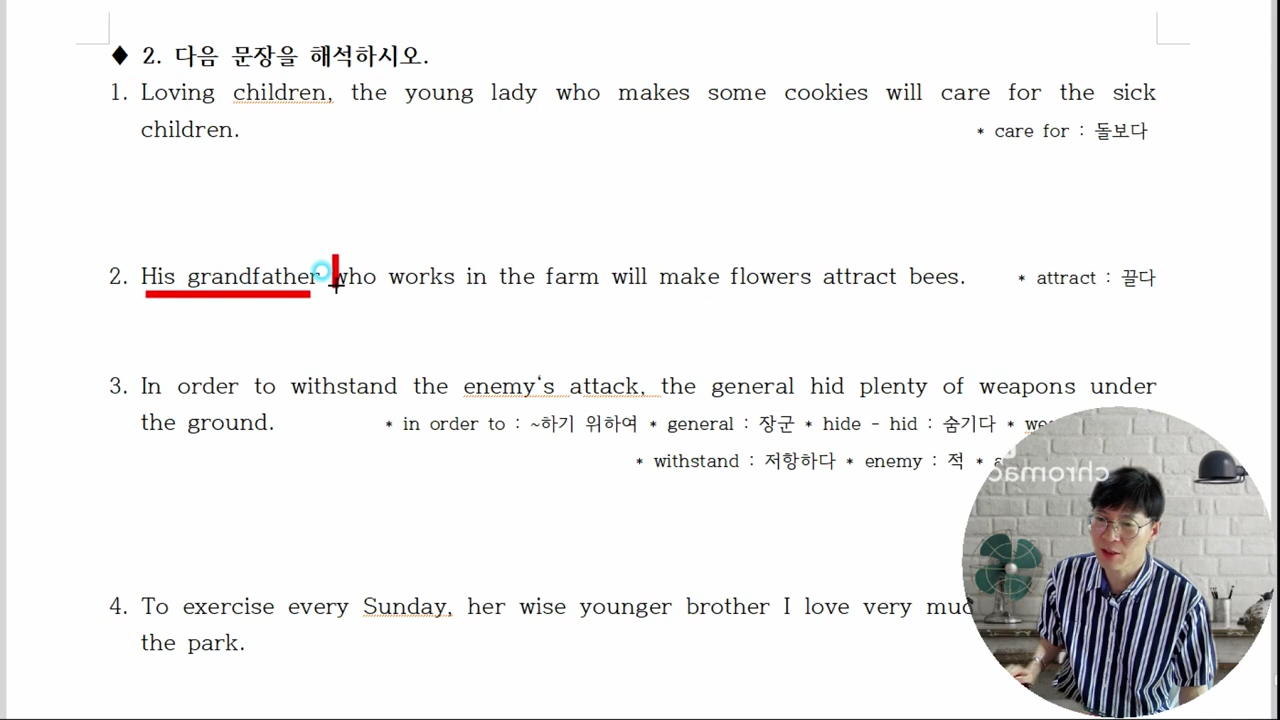 ◆ 2. 다음 문장을 해석하시오.
1. Loving children, the young lady who makes some cookies will care for the sick
children. * care for : 돌보다
2. His grandfather who works in the farm will make flowers attract bees. * attract : 끌다
3. In order to withstand the enemy's attack, the general hid plenty of weapons under
the ground. * in order to : ~하기 위하여 * general : 장군 * hide - hid : 숨기다 *
* withstand : 저항하다 * enemy : 적 *
4. To exercise every Sunday, her wise younger brother I love very
the park.